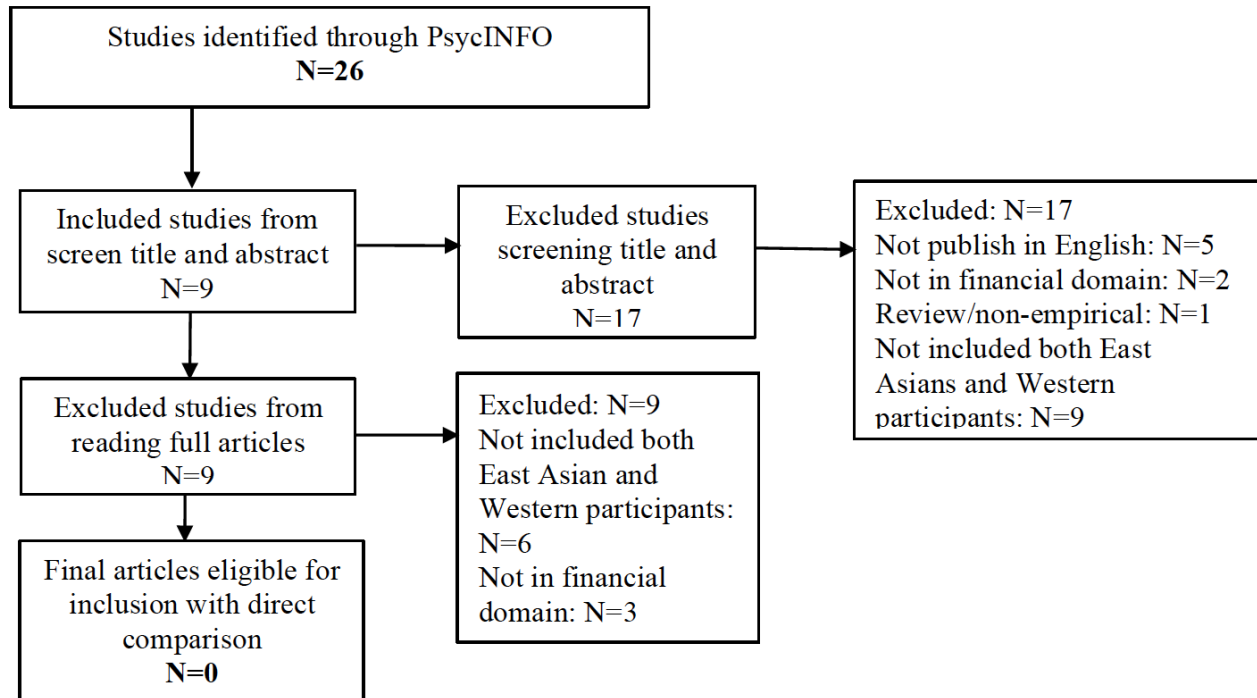 Studies identified through PsycINFO
N=26
Included studies from
screen title and abstract
N=9
Excluded studies
screening title and
abstract
N=17
Excluded: N=17
Not publish in English: N=5
Not in financial domain: N=2
Review/non-empirical: N=1
Not included both East
Asians and Western
participants: N=9
Excluded studies from
reading full articles
N=9
Excluded: N=9
Not included both
East Asian and
Western participants:
N=6
Not in financial
domain: N=3
Final articles eligible for
inclusion with direct
comparison
N=0